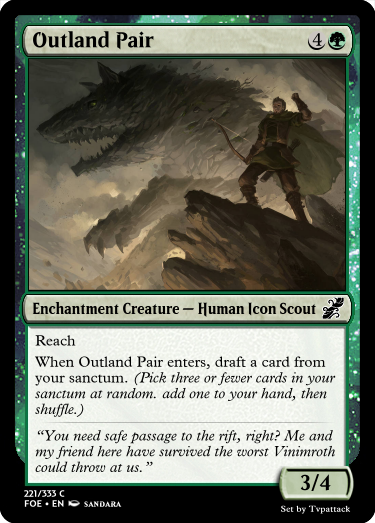 Outland Pair 4
Enchantment Creature — Human Icon Scout
Reach
When Outland Pair enters, draft a card from
your sanctum. (Pick three or fewer cards in your
sanctum at random. add one to your hand, then
shuffle.)
“You need safe passage to the rift, right? Me and
my friend here have survived the worst Vinimroth
could throw at us.”
3/4
221/333 C
FOE • EN SANDARA
Set by Tvpattack